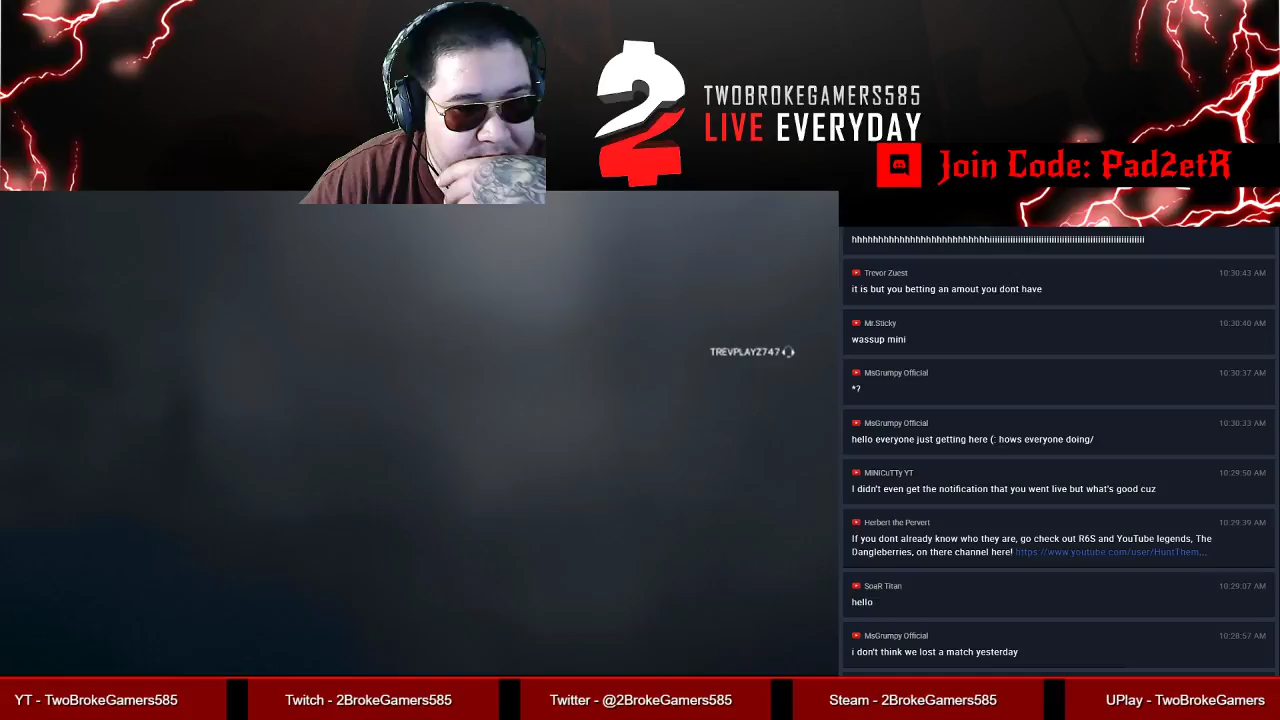 2
TWOBROKEGAMERS585
LIVE EVERYDAY
Join Code: Pad2etR
TREVPLAYZ747
hhhhhhhhhhhhhhhhhhhhhhhhhiiiiiiiiiiiiiiiiiiiiiiiiiiiiiiiiiiiiiiiiiiiiiiiiiiiiiiiiiiii
Trevor Zuest 10:30:43 AM
it is but you betting an amout you dont have
Mr.Sticky 10:30:40 AM
wassup mini
MsGrumpy Official 10:30:37 AM
*?
MsGrumpy Official 10:30:33 AM
hello everyone just getting here (: hows everyone doing/
MINICuTTy YT 10:29:50 AM
I didn't even get the notification that you went live but what's good cuz
Herbert the Pervert 10:29:39 AM
If you dont already know who they are, go check out R6S and YouTube legends, The
Dangleberries, on there channel here! https://www.youtube.com/user/HuntThem...
SoaR Titan 10:29:07 AM
hello
MsGrumpy Official 10:28:57 AM
i don't think we lost a match yesterday
YT - TwoBrokeGamers585 Twitch - 2BrokeGamers585 Twitter - @2BrokeGamers585 Steam - 2BrokeGamers585 UPlay - TwoBrokeGamers